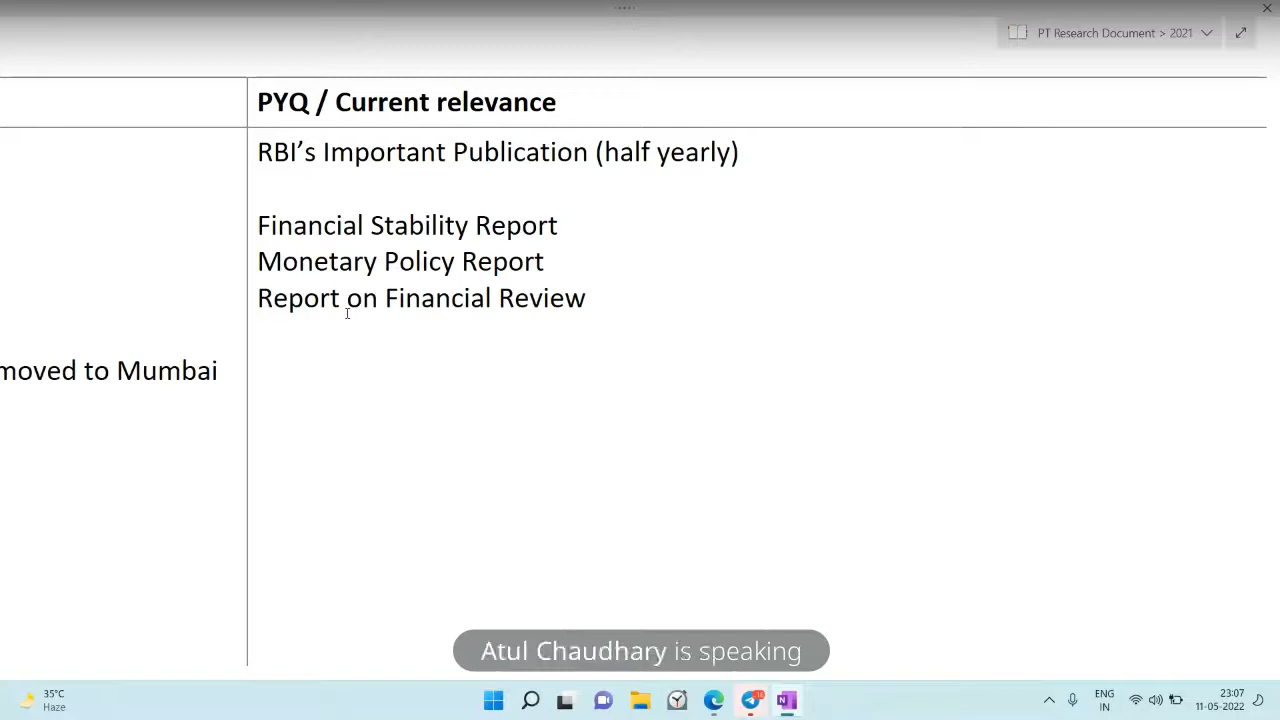 PT Research Document > 2021
PYQ / Current relevance
RBI’s Important Publication (half yearly)
Financial Stability Report
Monetary Policy Report
Report on Financial Review
moved to Mumbai
Atul Chaudhary is speaking
35°C
Haze
16
ENG
IN
23:07
11-05-2022